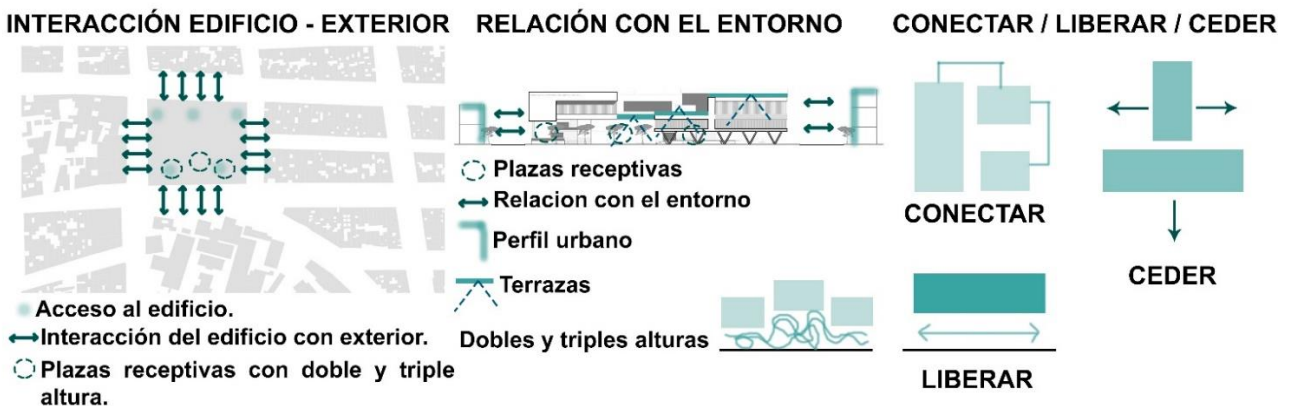 INTERACCIÓN EDIFICIO - EXTERIOR
Acceso al edificio.
Interacción del edificio con exterior.
Plazas receptivas con doble y triple
altura.
RELACIÓN CON EL ENTORNO
Plazas receptivas
Relacion con el entorno
Perfil urbano
Terrazas
Dobles y triples alturas
CONECTAR / LIBERAR / CEDER
CONECTAR
CEDER
LIBERAR